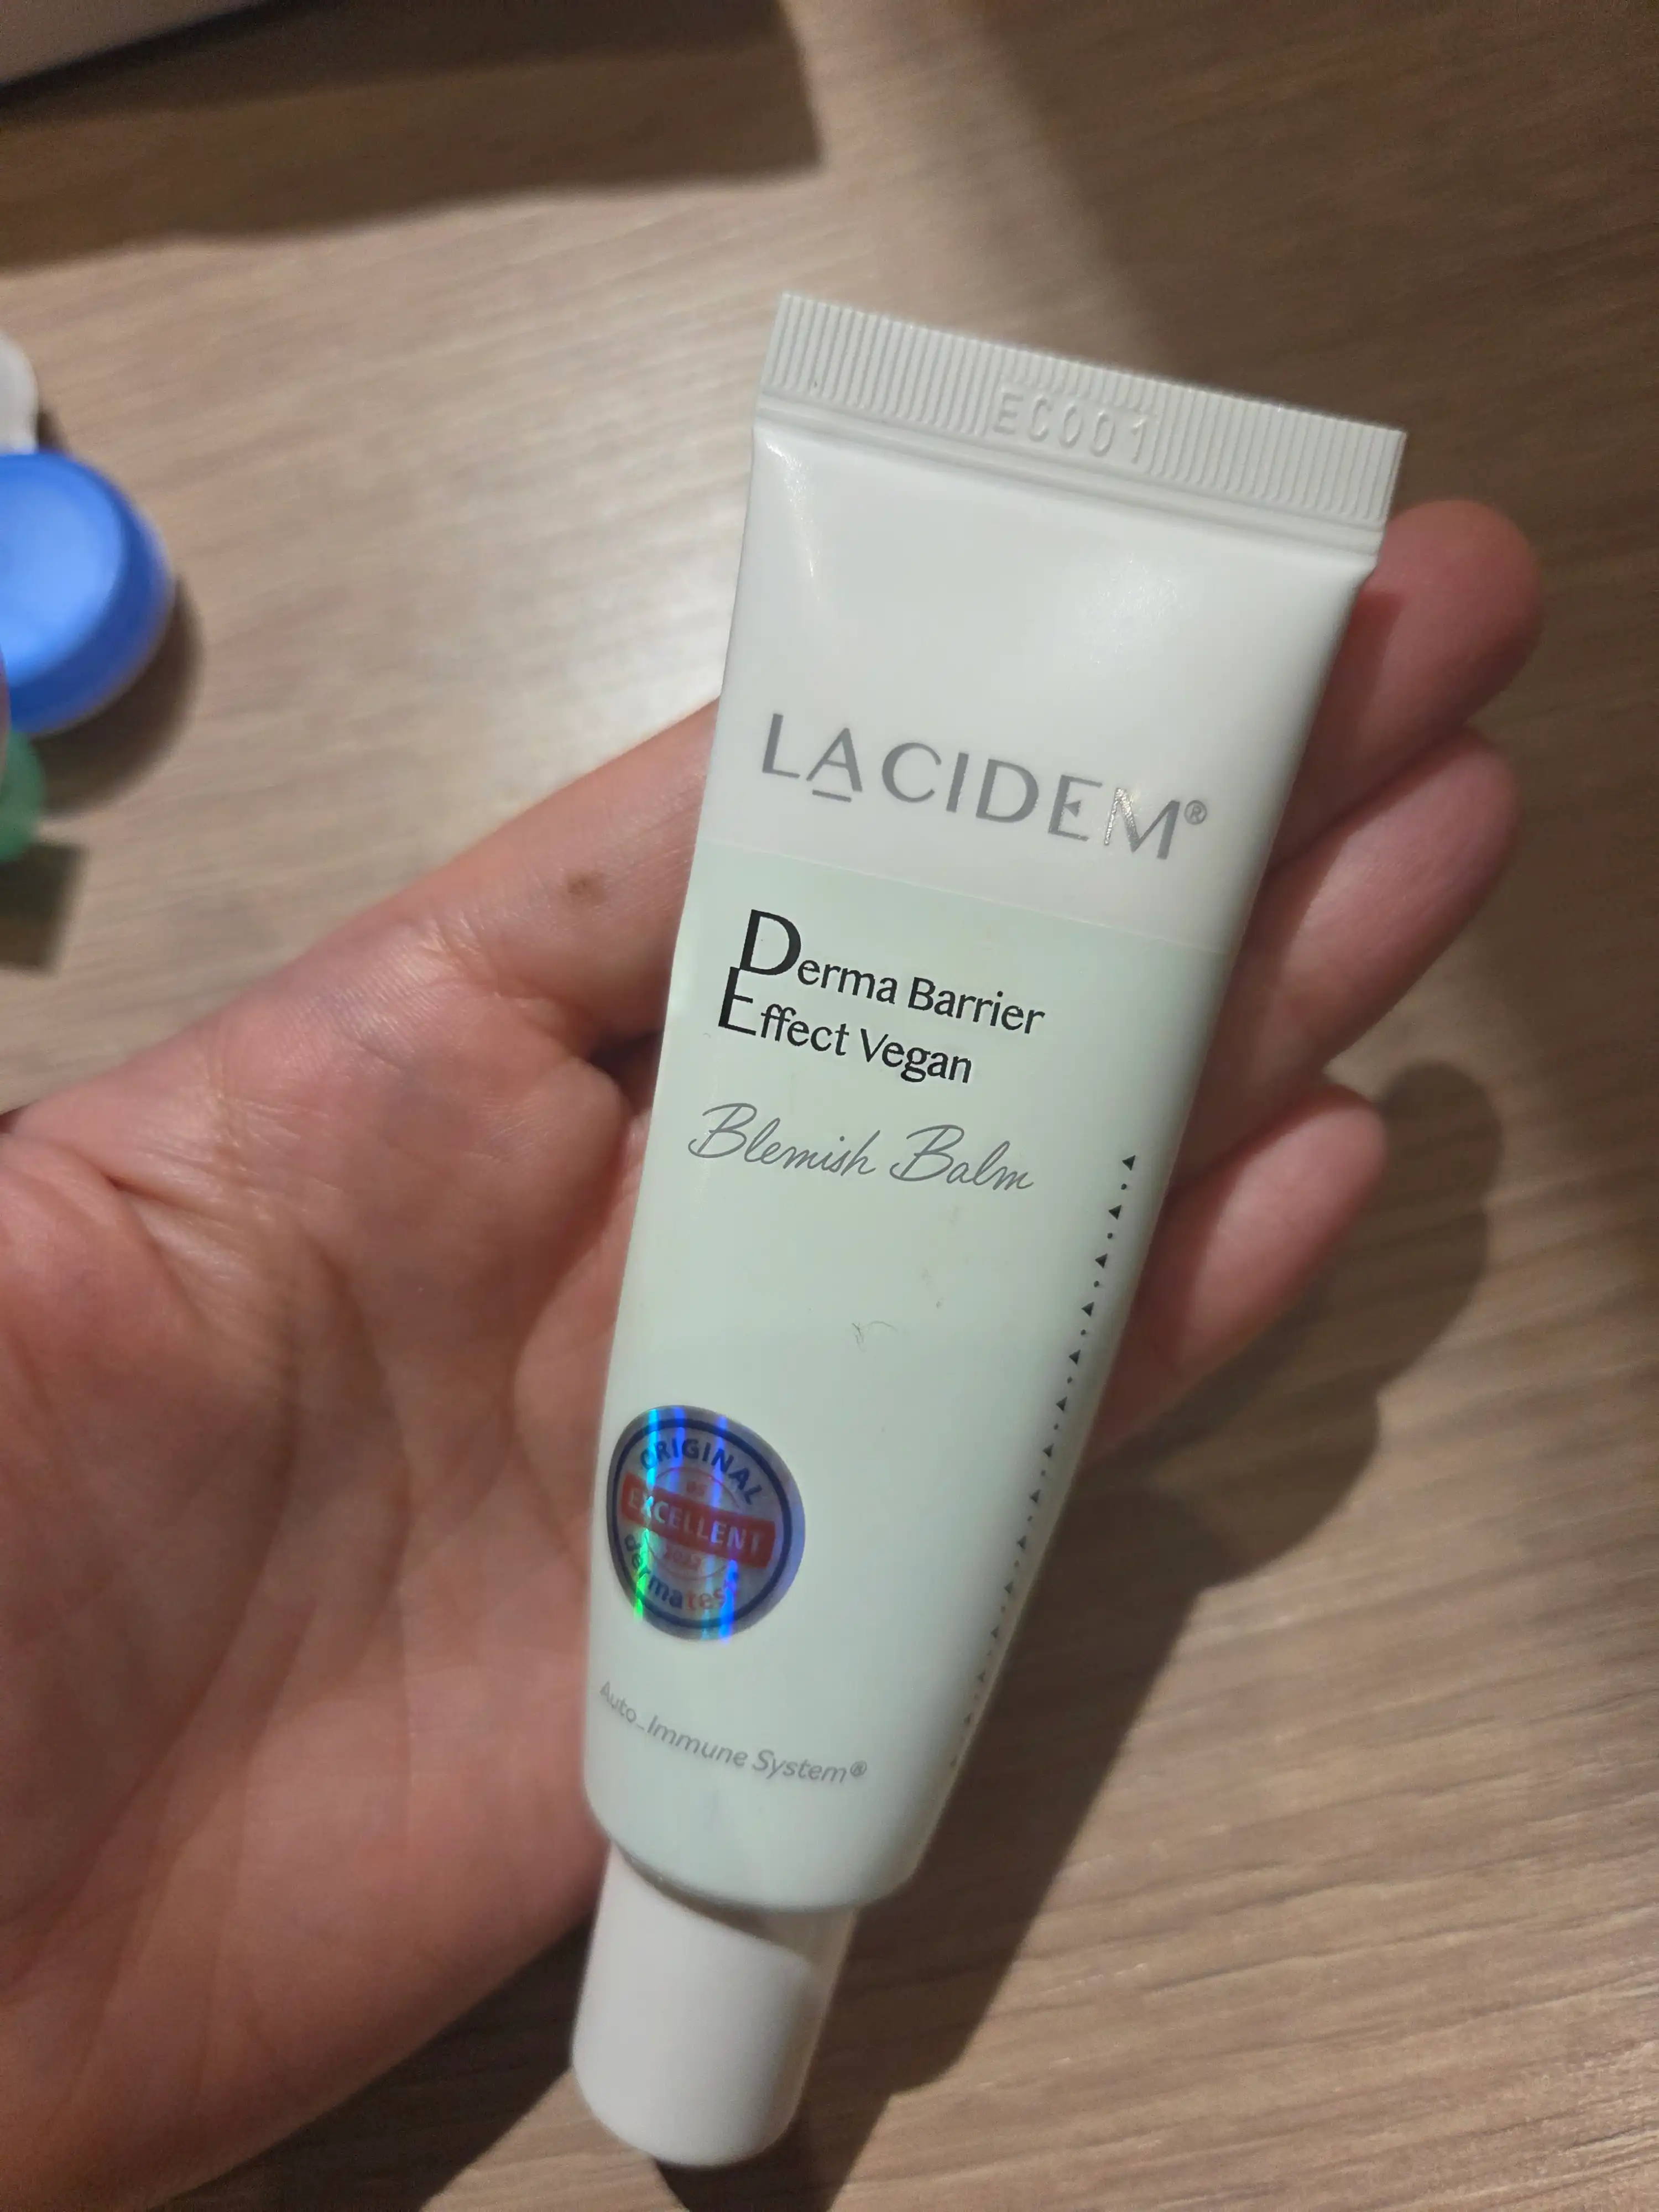 EC001
LACIDEM®
Derma Barrier
Effect Vegan
Blemish Balm
ORIGINAL
EXCELLENT
dermatest
Auto_Immune System®